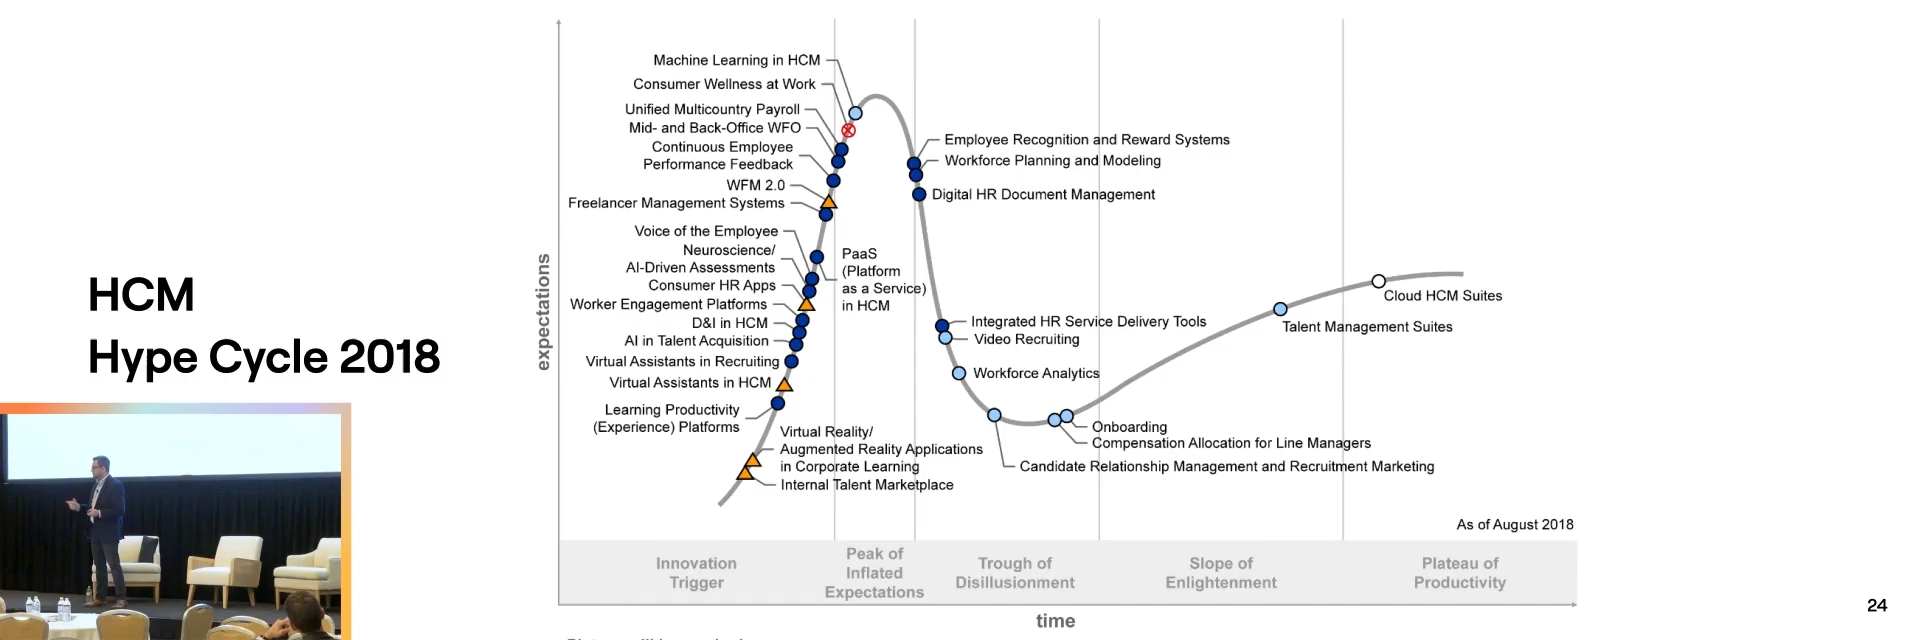 HCM
Hype Cycle 2018
expectations
Machine Learning in HCM
Consumer Wellness at Work
Unified Multicountry Payroll
Mid- and Back-Office WFO
Continuous Employee
Performance Feedback
WFM 2.0
Freelancer Management Systems
Voice of the Employee
Neuroscience/
AI-Driven Assessments
Consumer HR Apps
Worker Engagement Platforms
D&I in HCM
AI in Talent Acquisition
Virtual Assistants in Recruiting
Virtual Assistants in HCM
Learning Productivity
(Experience) Platforms
PaaS
(Platform
as a Service)
in HCM
Virtual Reality/
Augmented Reality Applications
in Corporate Learning
Internal Talent Marketplace
Employee Recognition and Reward Systems
Workforce Planning and Modeling
Digital HR Document Management
Integrated HR Service Delivery Tools
Video Recruiting
Workforce Analytics
Onboarding
Compensation Allocation for Line Managers
Candidate Relationship Management and Recruitment Marketing
Talent Management Suites
Cloud HCM Suites
As of August 2018
Innovation
Trigger
Peak of
Inflated
Expectations
Trough of
Disillusionment
Slope of
Enlightenment
Plateau of
Productivity
time
24